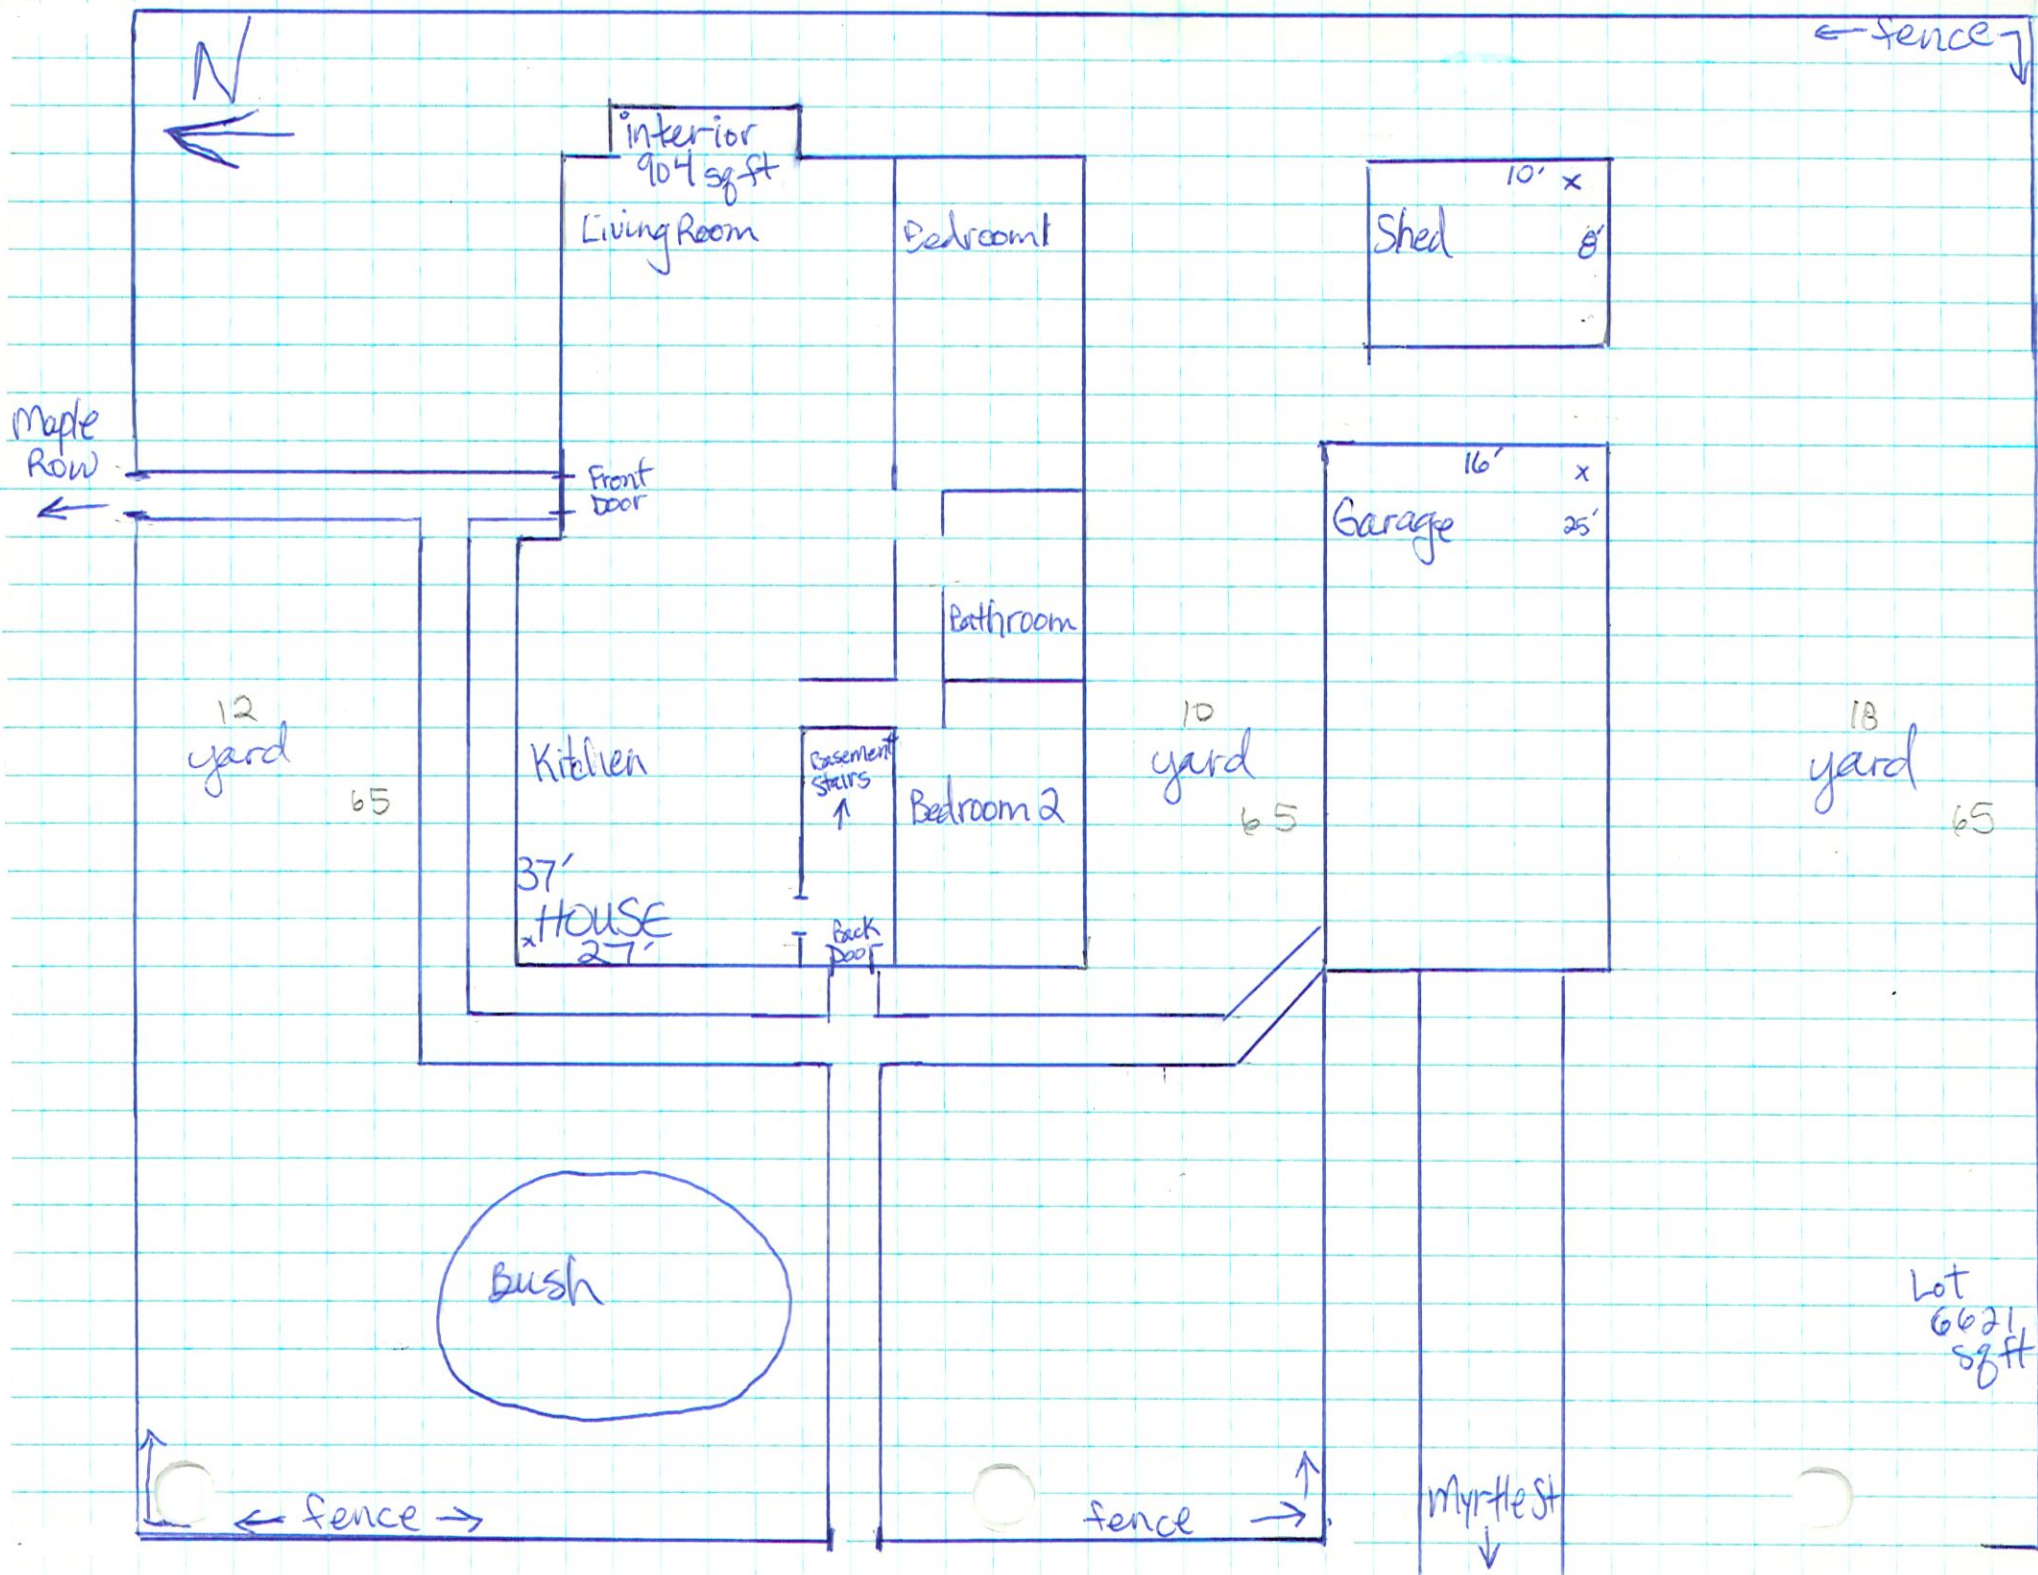 N
← fence
interior
904 sq ft
Living Room
Bedroom 1
10' x
8'
Shed
Maple
Row
←
Front
Door
16' x
25'
Garage
Bathroom
12
yard
65
Kitchen
Basement
Stairs
↑
Bedroom 2
10
yard
65
18
yard
65
37'
x HOUSE
27'
Back
Door
Bush
Lot
6621
sq ft
← fence →
fence →
↑
Myrtle St
↓